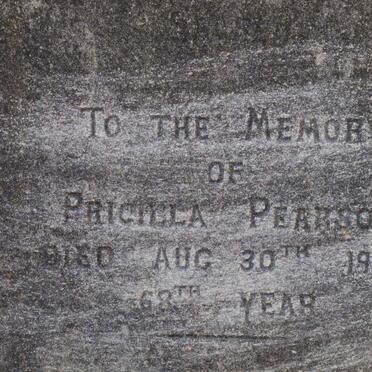 To the Memor
of
Pricilla Pearso
Died Aug 30th 19
68th Year